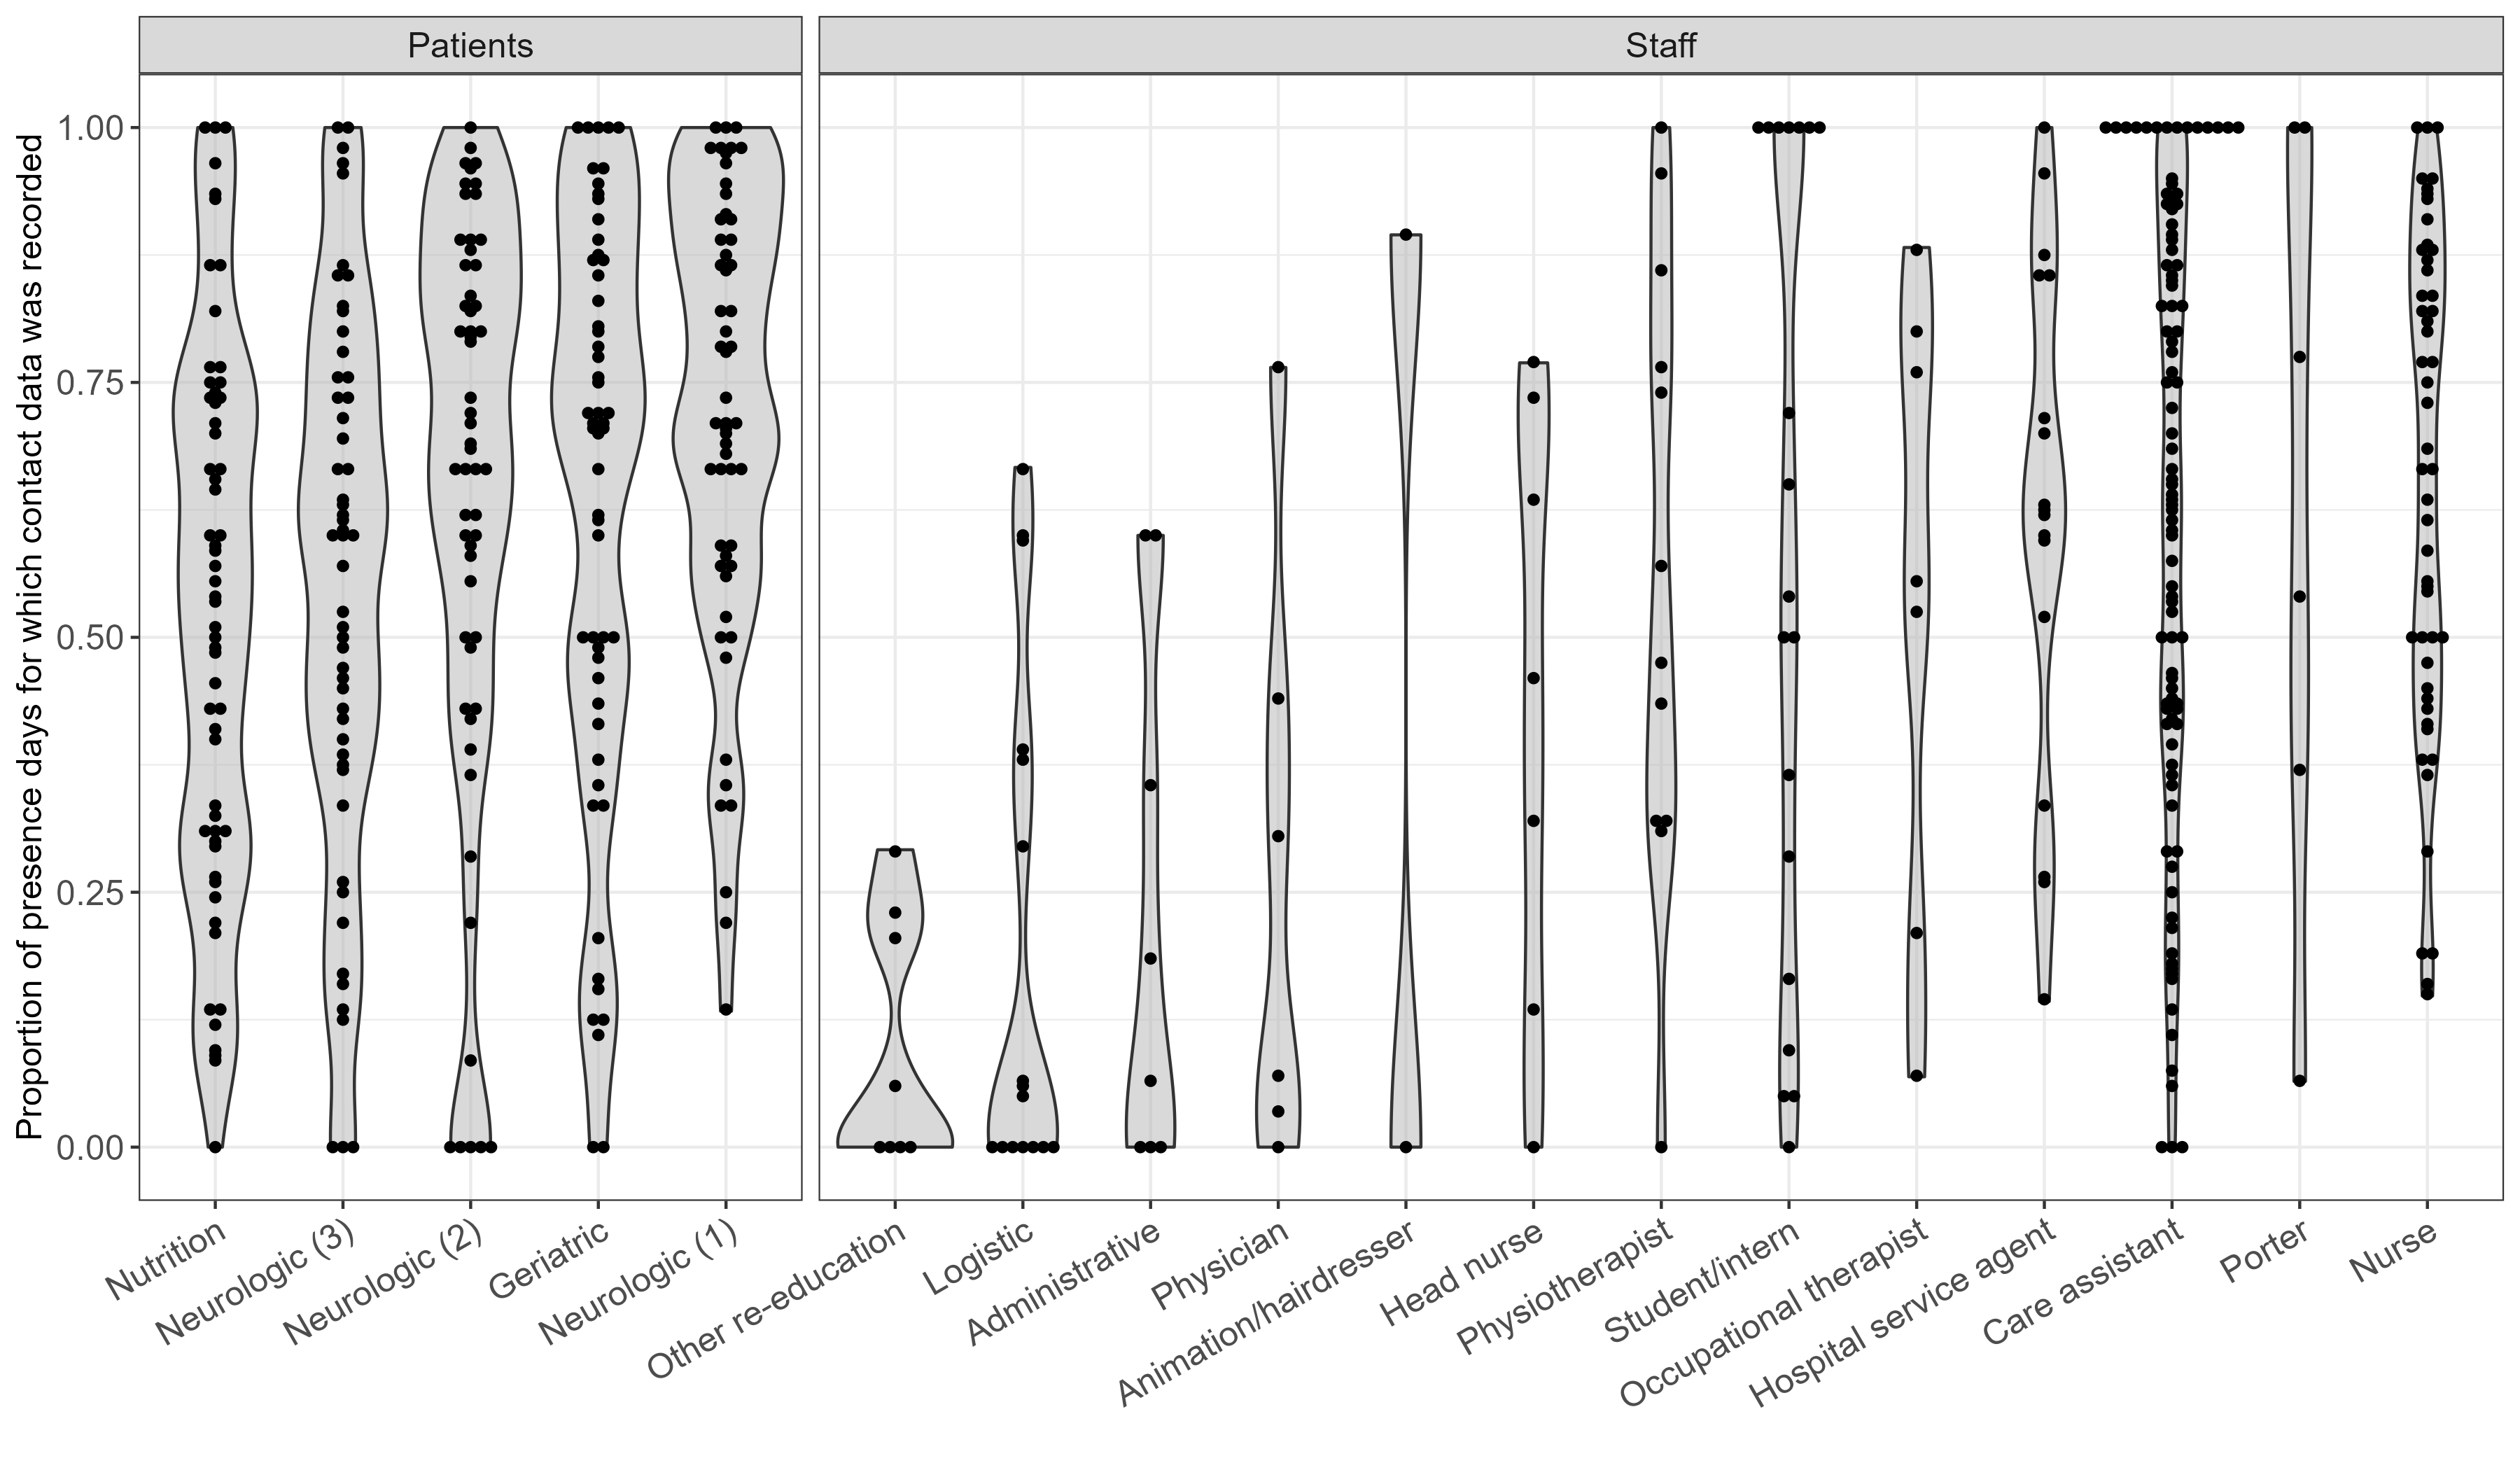 Patients
Staff
Proportion of presence days for which contact data was recorded
1.00
0.75
0.50
0.25
0.00
Nutrition
Neurologic (3)
Neurologic (2)
Geriatric
Neurologic (1)
Other re-education
Logistic
Administrative
Physician
Animation/hairdresser
Head nurse
Physiotherapist
Student/intern
Occupational therapist
Hospital service agent
Care assistant
Porter
Nurse